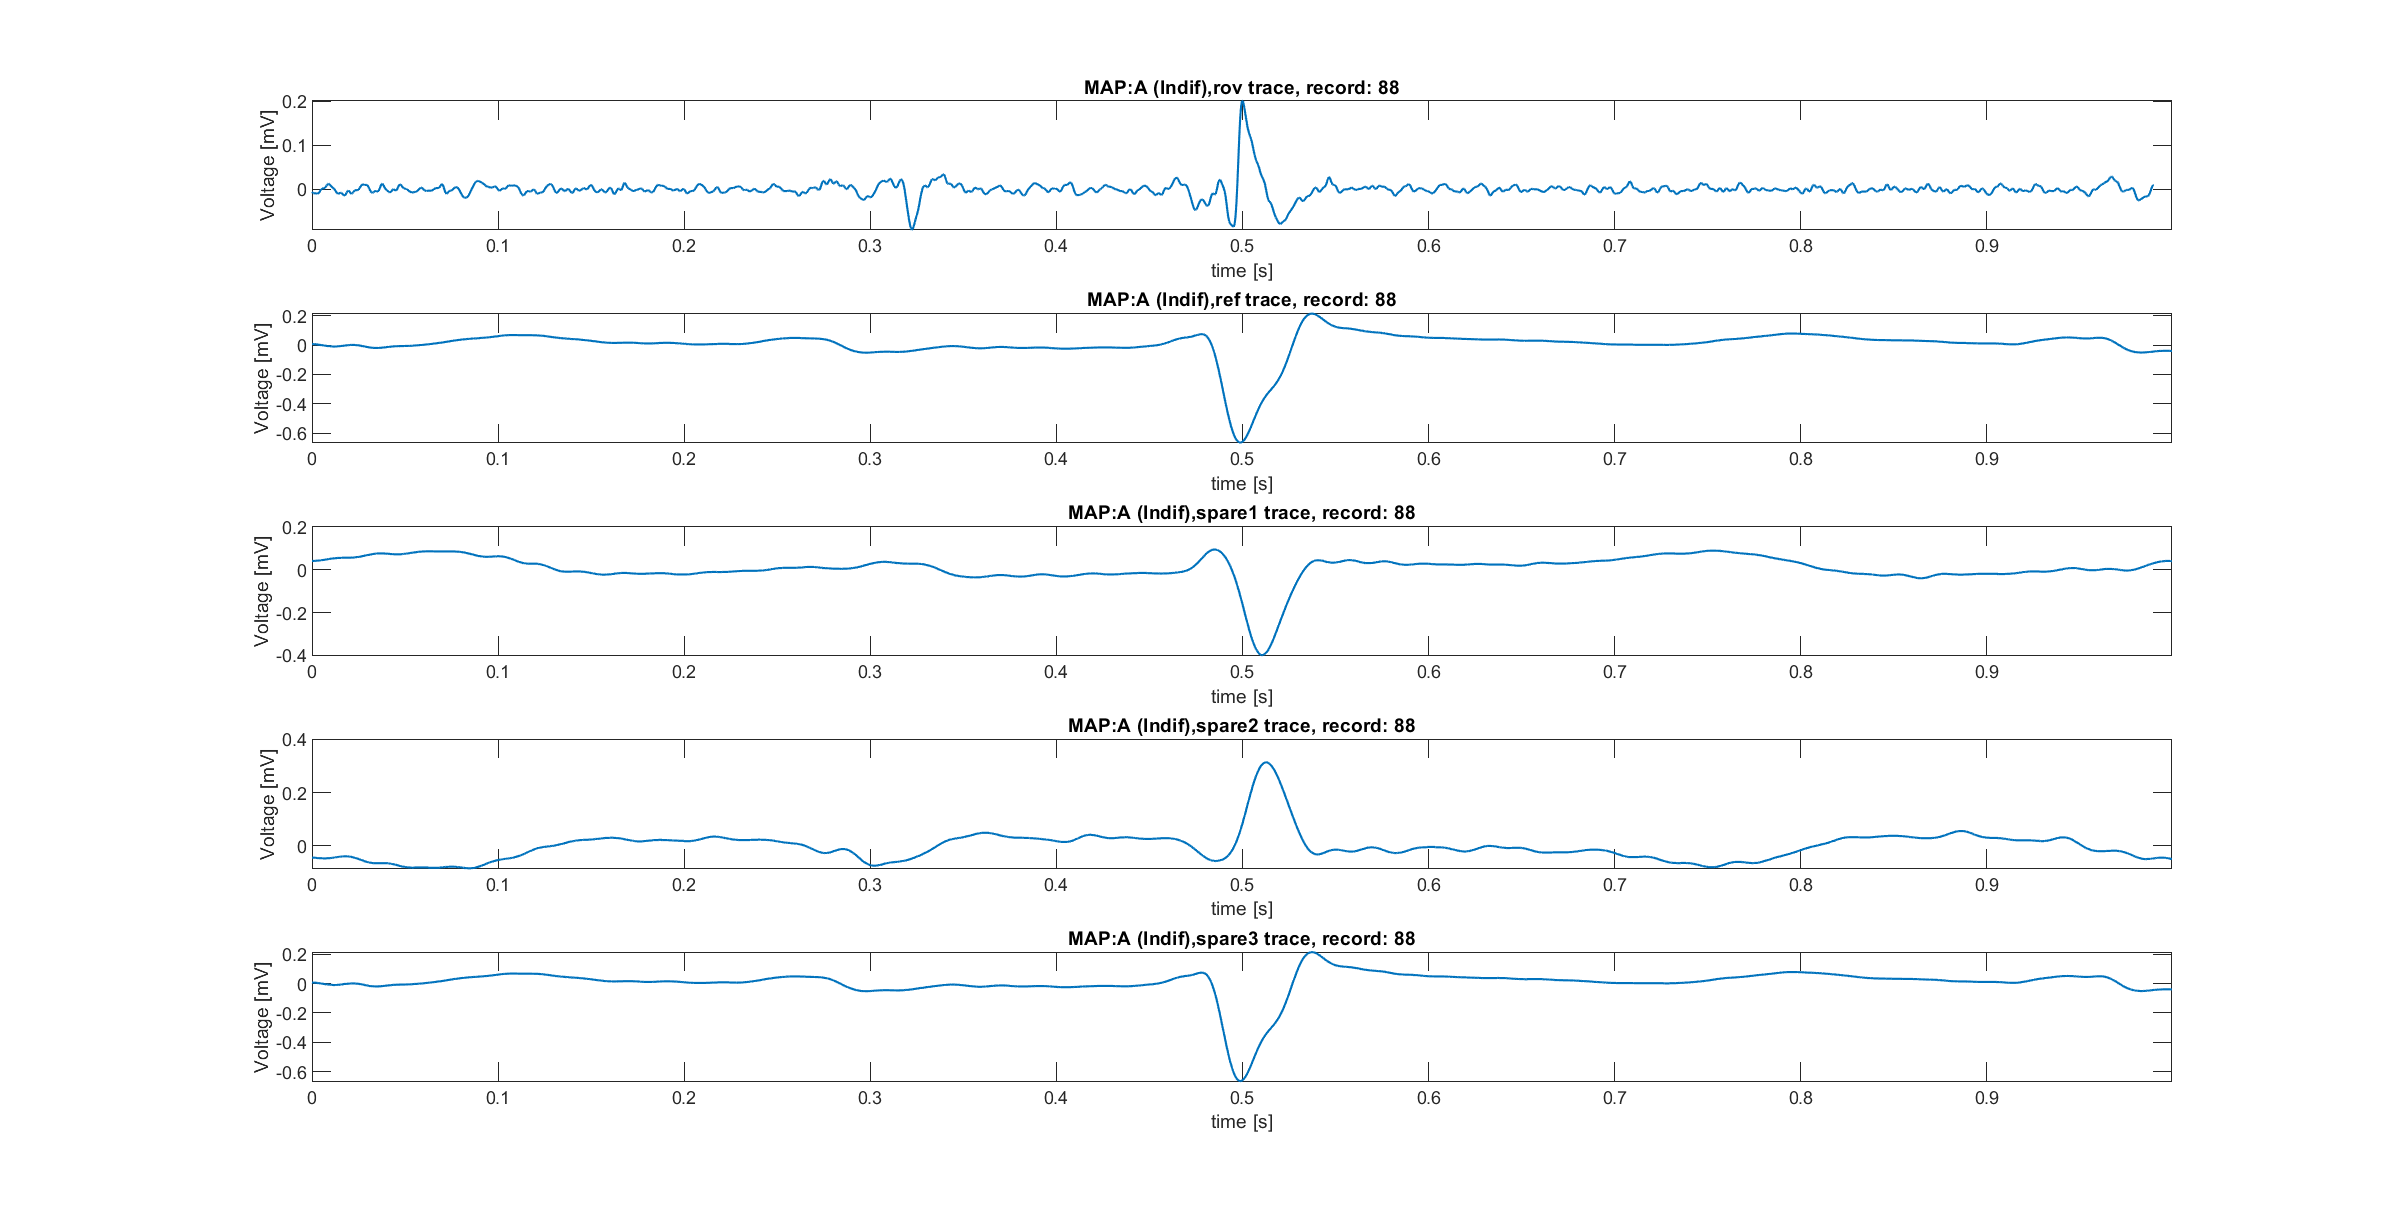 MAP:A (Indif),rov trace, record: 88
Voltage [mV]
0.2
0.1
0
0 0.1 0.2 0.3 0.4 0.5 0.6 0.7 0.8 0.9
time [s]
MAP:A (Indif),ref trace, record: 88
Voltage [mV]
0.2
0
-0.2
-0.4
-0.6
0 0.1 0.2 0.3 0.4 0.5 0.6 0.7 0.8 0.9
time [s]
MAP:A (Indif),spare1 trace, record: 88
Voltage [mV]
0.2
0
-0.2
-0.4
0 0.1 0.2 0.3 0.4 0.5 0.6 0.7 0.8 0.9
time [s]
MAP:A (Indif),spare2 trace, record: 88
Voltage [mV]
0.4
0.2
0
0 0.1 0.2 0.3 0.4 0.5 0.6 0.7 0.8 0.9
time [s]
MAP:A (Indif),spare3 trace, record: 88
Voltage [mV]
0.2
0
-0.2
-0.4
-0.6
0 0.1 0.2 0.3 0.4 0.5 0.6 0.7 0.8 0.9
time [s]